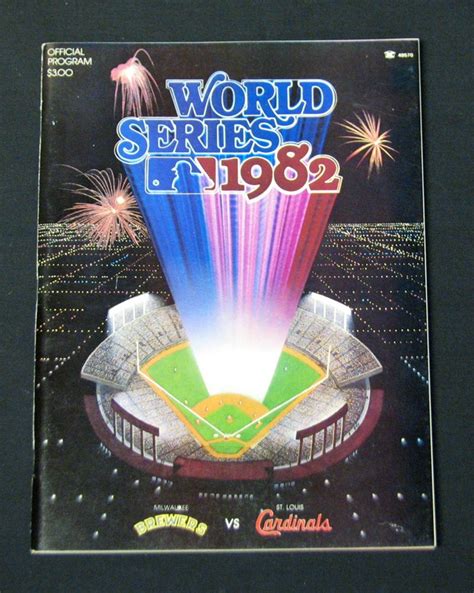 OFFICIAL
PROGRAM
$3.00
WORLD
SERIES
1982
MILWAUKEE
BREWERS
VS
ST. LOUIS
Cardinals